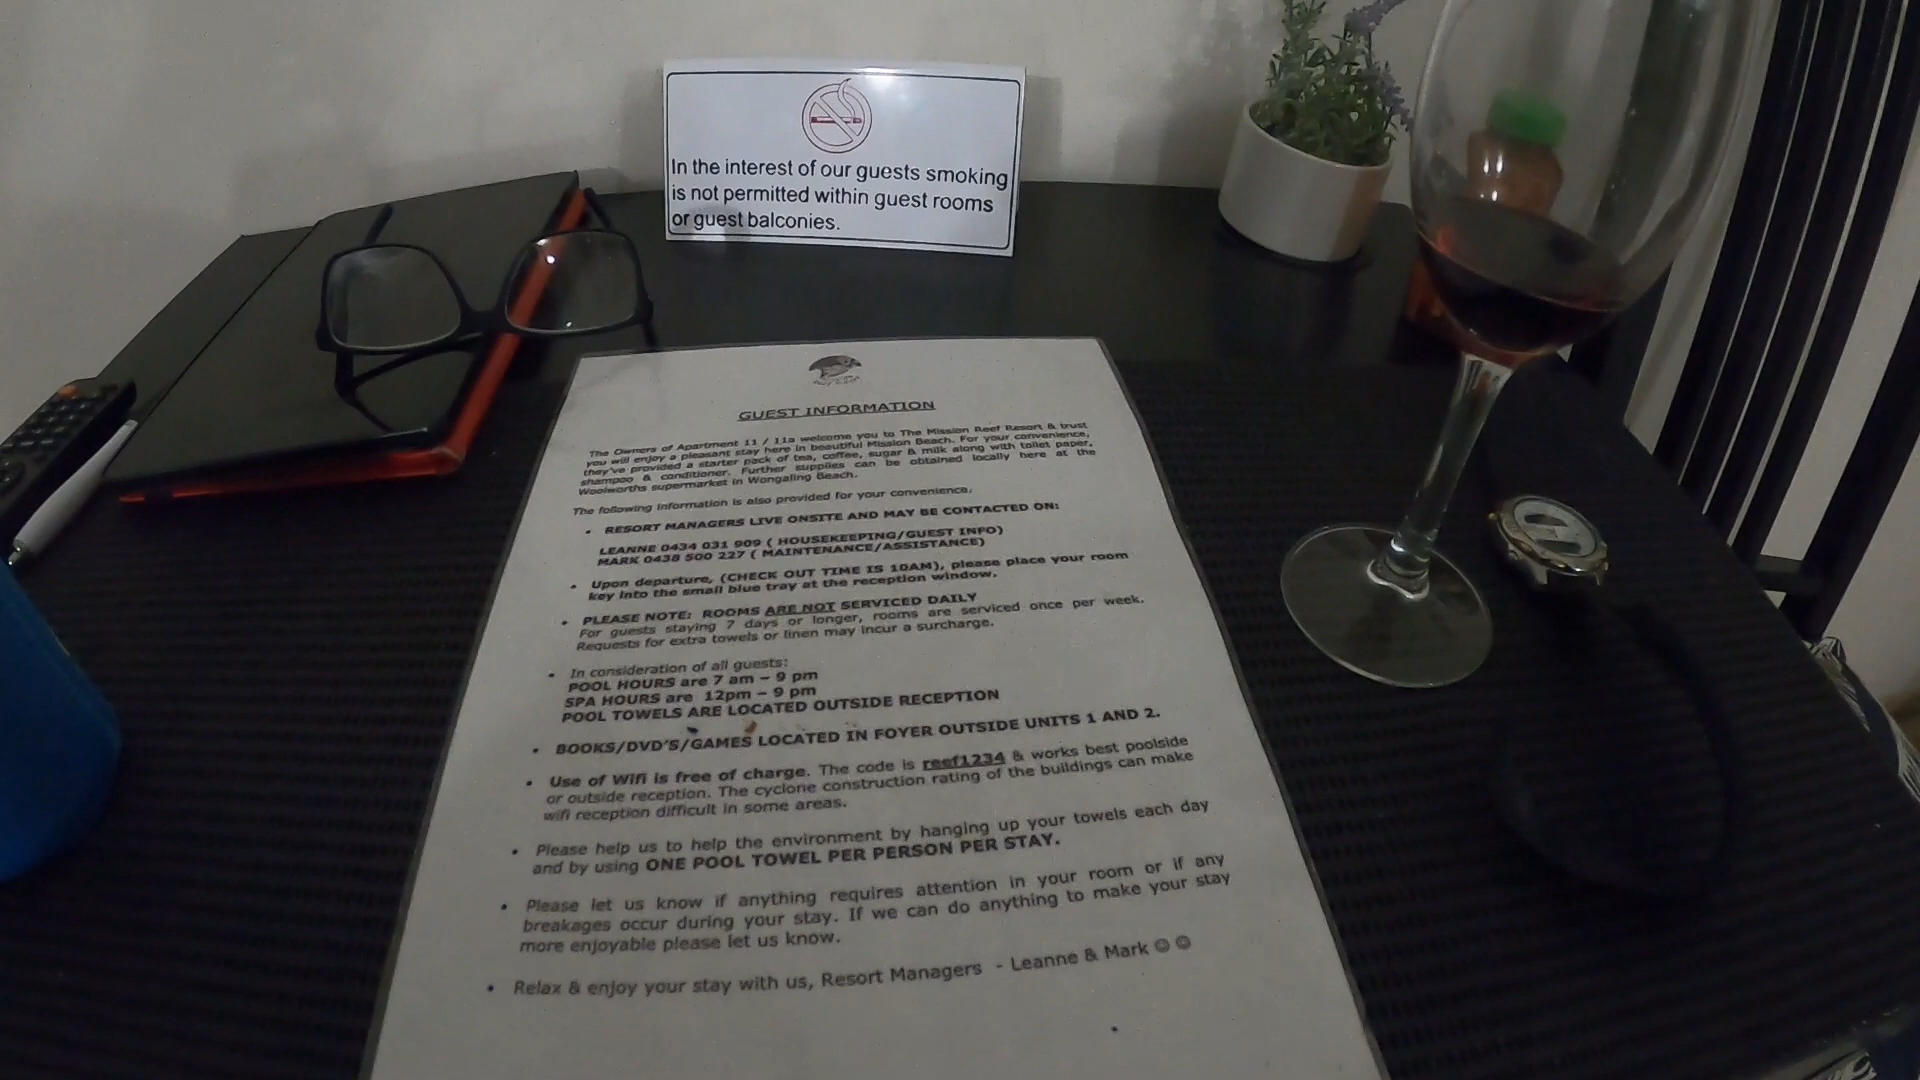 In the interest of our guests smoking
is not permitted within guest rooms
or guest balconies.
GUEST INFORMATION
The Owners of Apartment 11 / 11a welcome you to The Mission Reef Resort & trust
you will enjoy a pleasant stay here in beautiful Mission Beach. For your convenience,
they've provided a starter pack of tea, coffee, sugar & milk along with toilet paper,
shampoo & conditioner. Further supplies can be obtained locally here at the
Woolworths supermarket in Wongaling Beach.
The following information is also provided for your convenience.
• RESORT MANAGERS LIVE ONSITE AND MAY BE CONTACTED ON:
LEANNE 0434 031 909 ( HOUSEKEEPING/GUEST INFO)
MARK 0438 500 227 ( MAINTENANCE/ASSISTANCE)
• Upon departure, (CHECK OUT TIME IS 10AM), please place your room
key into the small blue tray at the reception window.
• PLEASE NOTE: ROOMS ARE NOT SERVICED DAILY
For guests staying 7 days or longer, rooms are serviced once per week.
Requests for extra towels or linen may incur a surcharge.
• In consideration of all guests:
POOL HOURS are 7 am – 9 pm
SPA HOURS are 12pm – 9 pm
POOL TOWELS ARE LOCATED OUTSIDE RECEPTION
• BOOKS/DVD'S/GAMES LOCATED IN FOYER OUTSIDE UNITS 1 AND 2.
• Use of Wifi is free of charge. The code is reef1234 & works best poolside
or outside reception. The cyclone construction rating of the buildings can make
wifi reception difficult in some areas.
• Please help us to help the environment by hanging up your towels each day
and by using ONE POOL TOWEL PER PERSON PER STAY.
• Please let us know if anything requires attention in your room or if any
breakages occur during your stay. If we can do anything to make your stay
more enjoyable please let us know.
• Relax & enjoy your stay with us, Resort Managers - Leanne & Mark ☺ ☺